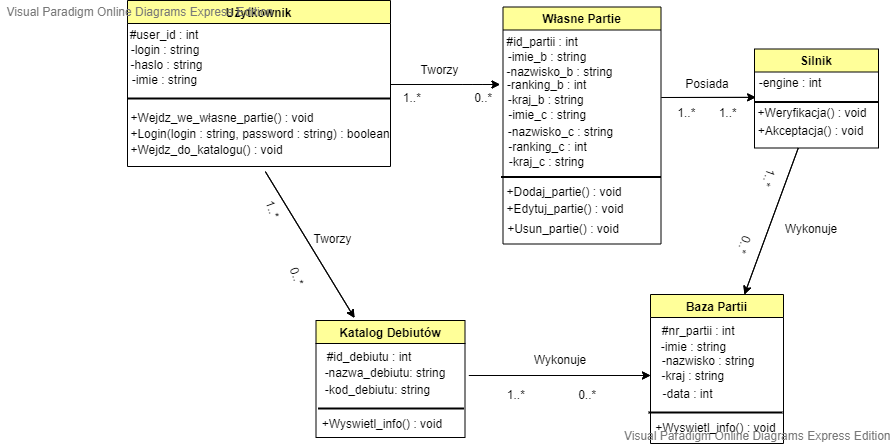 Visual Paradigm Online Diagrams Express Edition
Użytkownik
#user_id : int
-login : string
-haslo : string
-imie : string
+Wejdz_we_własne_partie() : void
+Login(login : string, password : string) : boolean
+Wejdz_do_katalogu() : void
Tworzy
1..*
0..*
Własne Partie
#id_partii : int
-imie_b : string
-nazwisko_b : string
-ranking_b : int
-kraj_b : string
-imie_c : string
-nazwisko_c : string
-ranking_c : int
-kraj_c : string
+Dodaj_partie() : void
+Edytuj_partie() : void
+Usun_partie() : void
Posiada
1..*
1..*
Silnik
-engine : int
+Weryfikacja() : void
+Akceptacja() : void
1..*
Wykonuje
0..*
1..*
Tworzy
0..*
Katalog Debiutów
#id_debiutu : int
-nazwa_debiutu: string
-kod_debiutu: string
+Wyswietl_info() : void
Wykonuje
1..*
0..*
Baza Partii
#nr_partii : int
-imie : string
-nazwisko : string
-kraj : string
-data : int
+Wyswietl_info() : void
Visual Paradigm Online Diagrams Express Edition